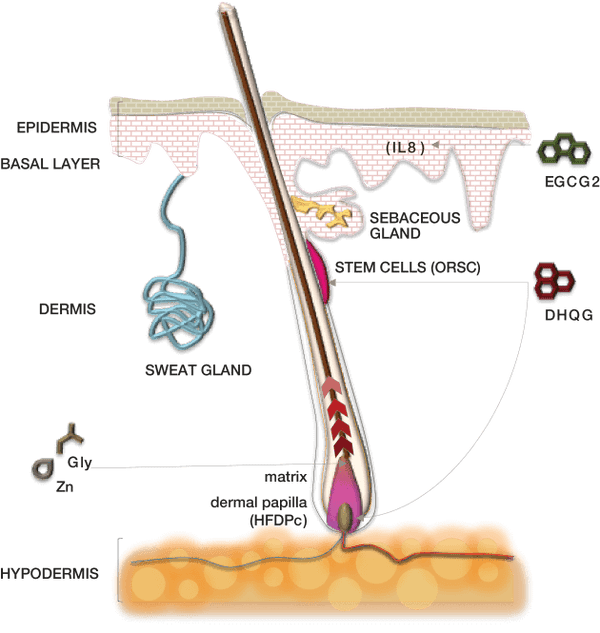 EPIDERMIS
BASAL LAYER
(IL8)
EGCG2
SEBACEOUS
GLAND
STEM CELLS (ORSC)
DHQG
DERMIS
SWEAT GLAND
Gly
Zn
matrix
dermal papilla
(HFDPc)
HYPODERMIS